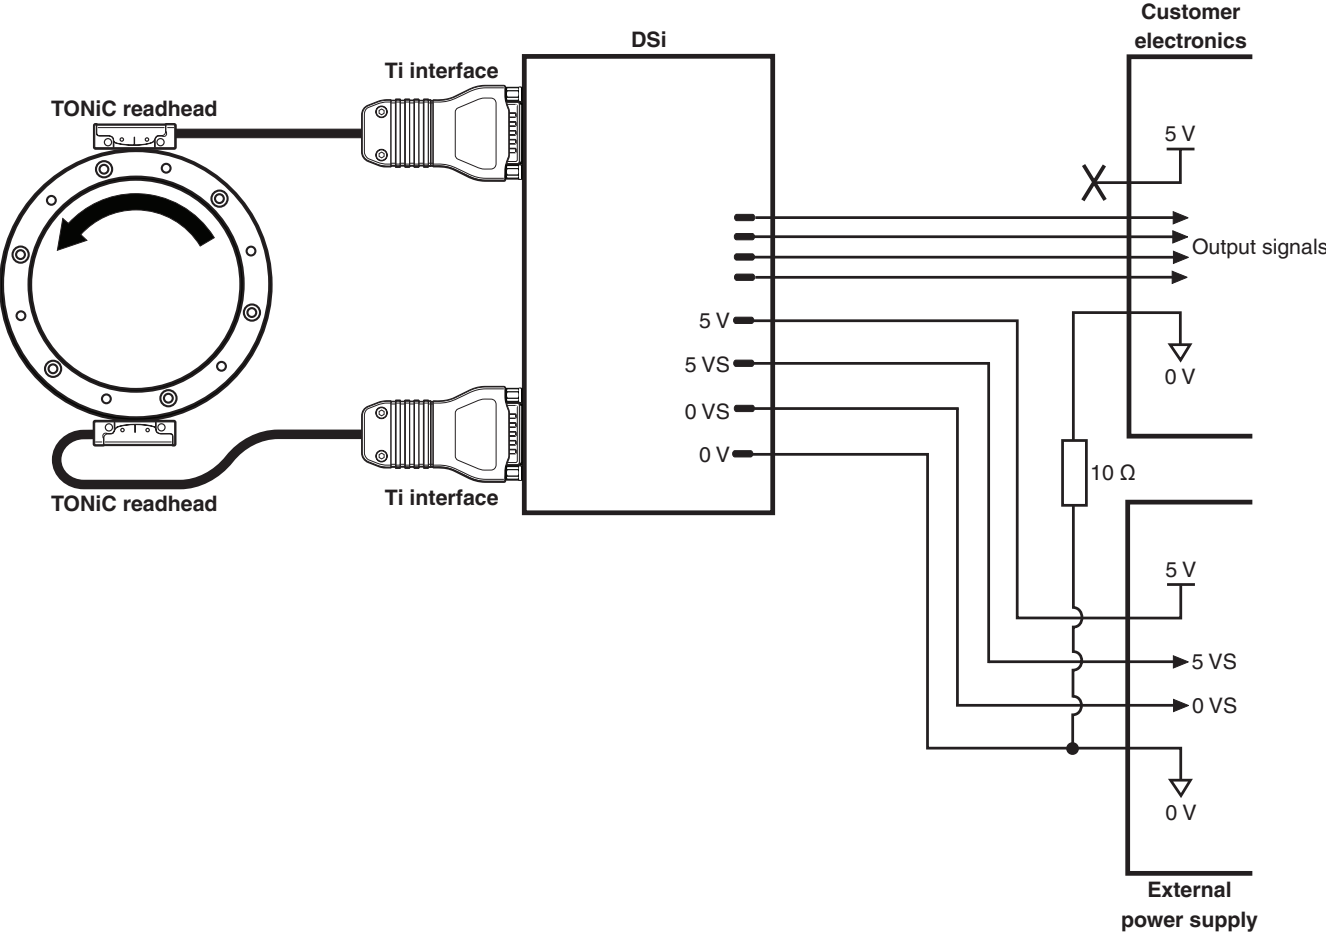 Customer
electronics
DSi
Ti interface
TONiC readhead
5 V
Output signals
5 V
5 VS
0 VS
0 V
0 V
10 Ω
TONiC readhead
Ti interface
5 V
5 VS
0 VS
0 V
External
power supply